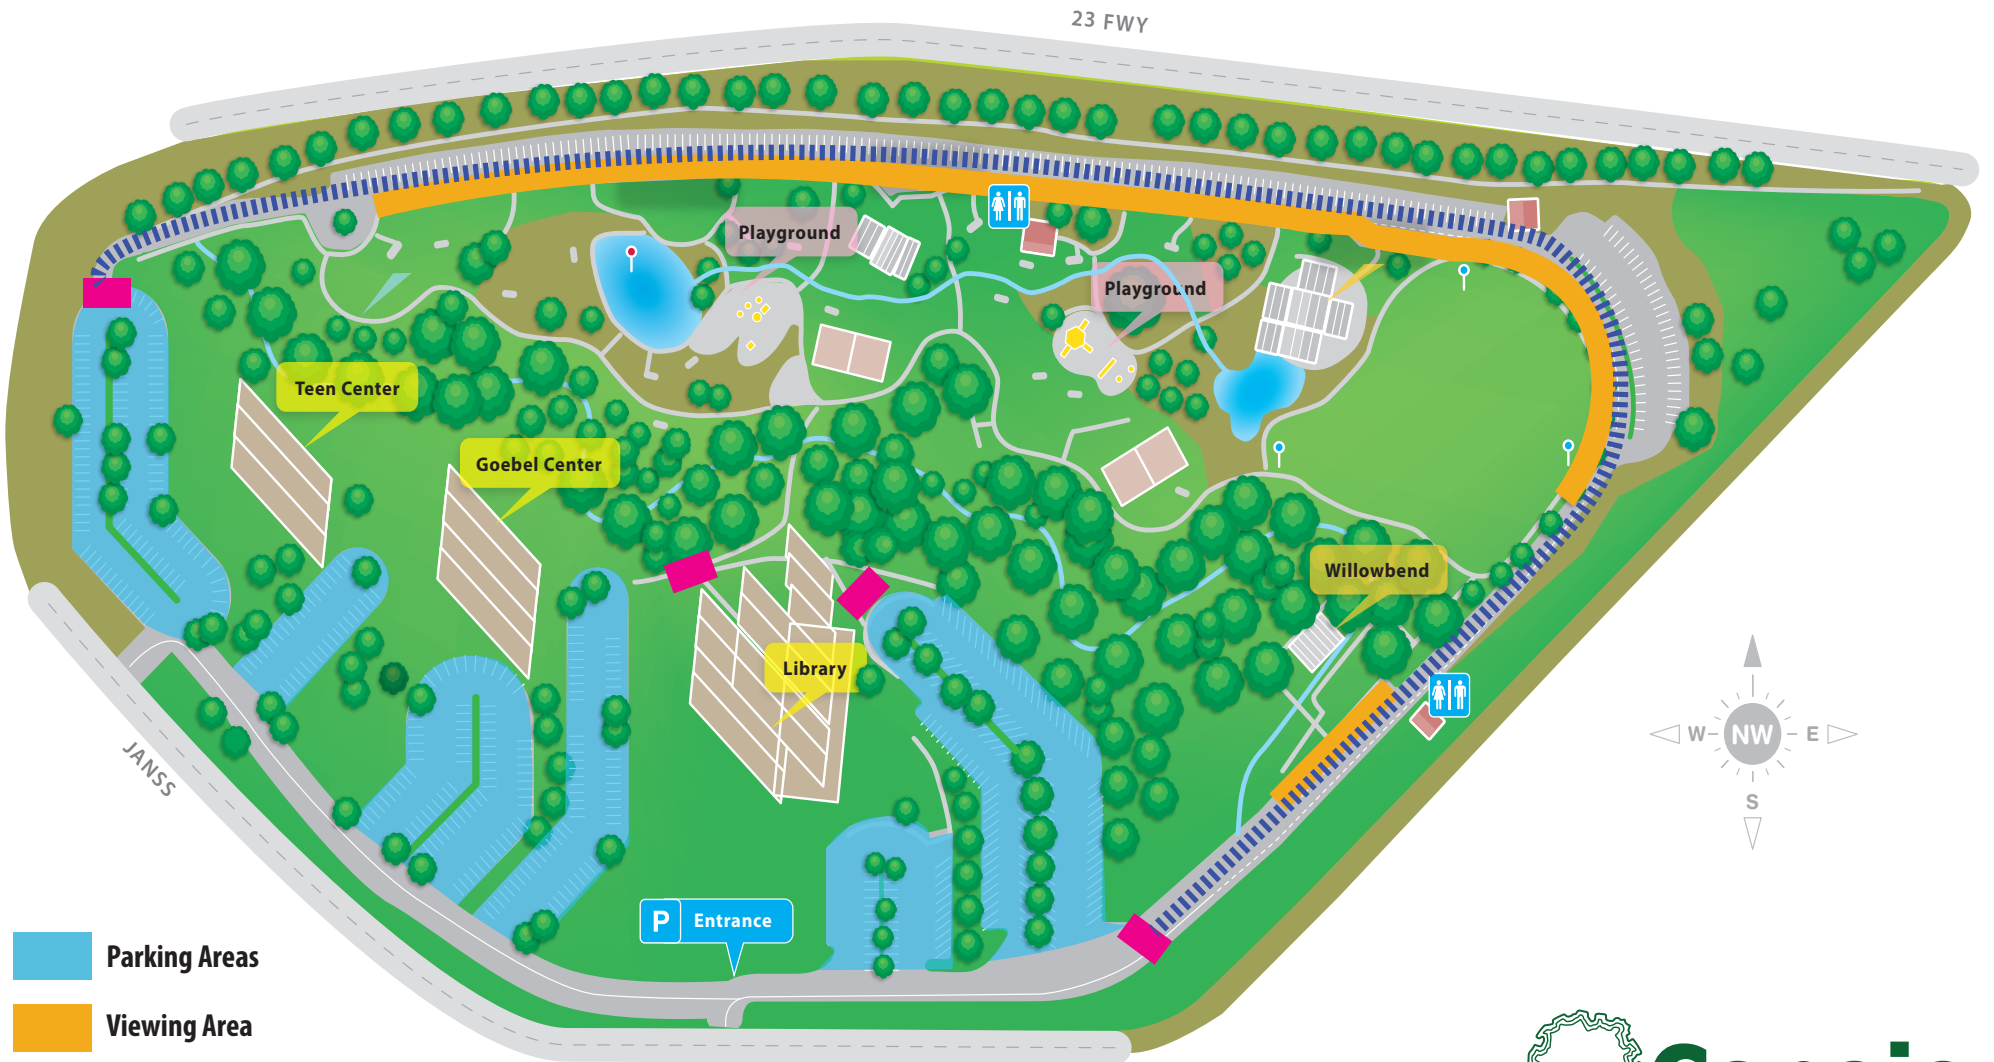 23 FWY
Playground
Playground
Teen Center
Goebel Center
Willowbend
Library
W
NW
E
S
JANSS
P Entrance
Parking Areas
Viewing Area